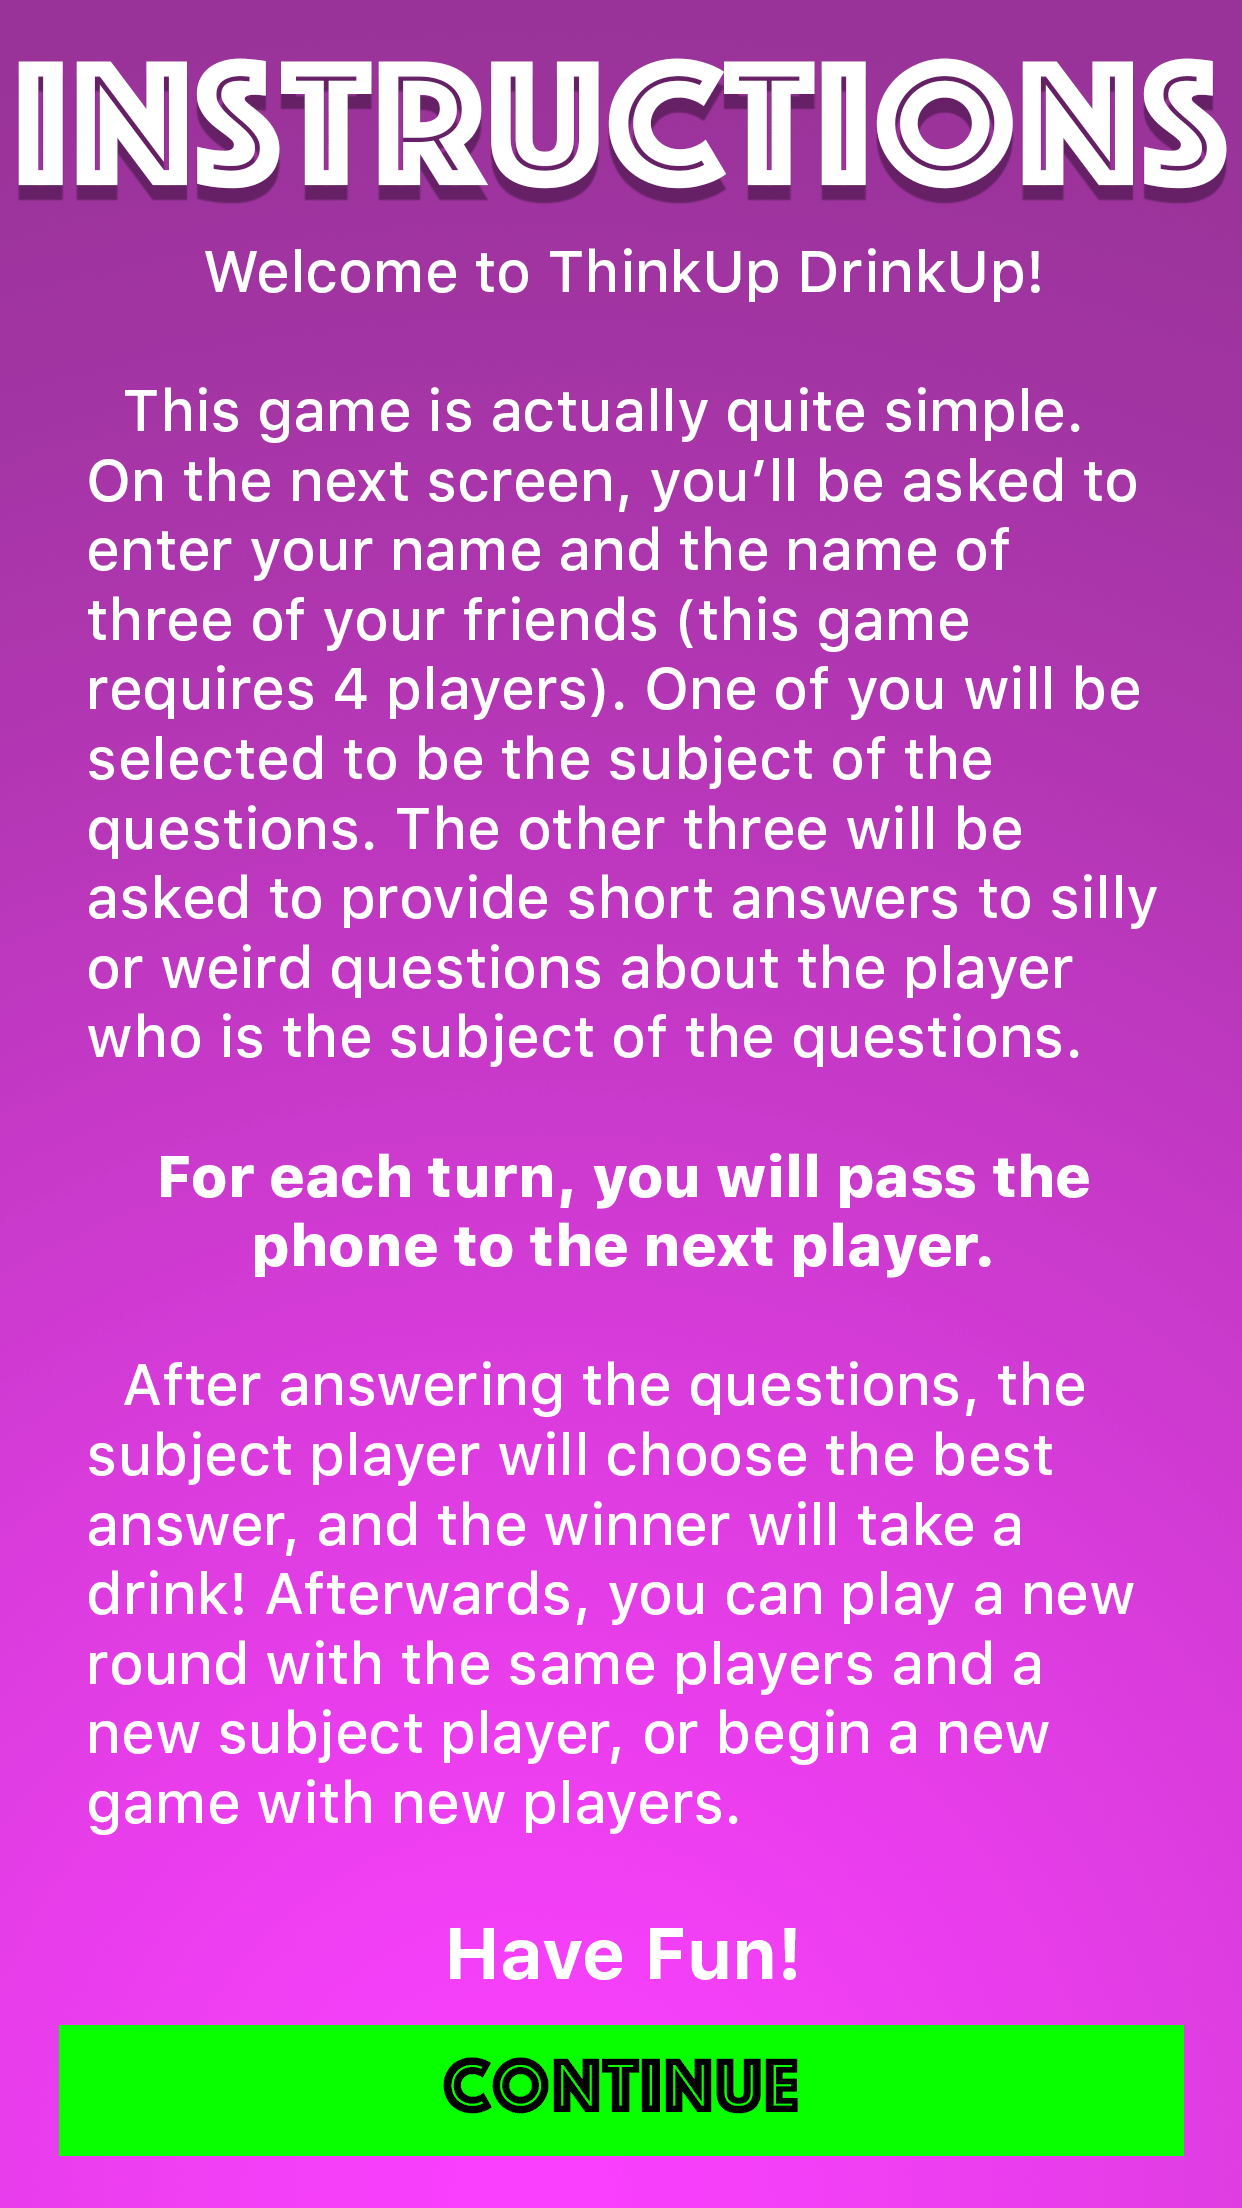 INSTRUCTIONS
Welcome to ThinkUp DrinkUp!
This game is actually quite simple.
On the next screen, you’ll be asked to
enter your name and the name of
three of your friends (this game
requires 4 players). One of you will be
selected to be the subject of the
questions. The other three will be
asked to provide short answers to silly
or weird questions about the player
who is the subject of the questions.
For each turn, you will pass the
phone to the next player.
After answering the questions, the
subject player will choose the best
answer, and the winner will take a
drink! Afterwards, you can play a new
round with the same players and a
new subject player, or begin a new
game with new players.
Have Fun!
CONTINUE